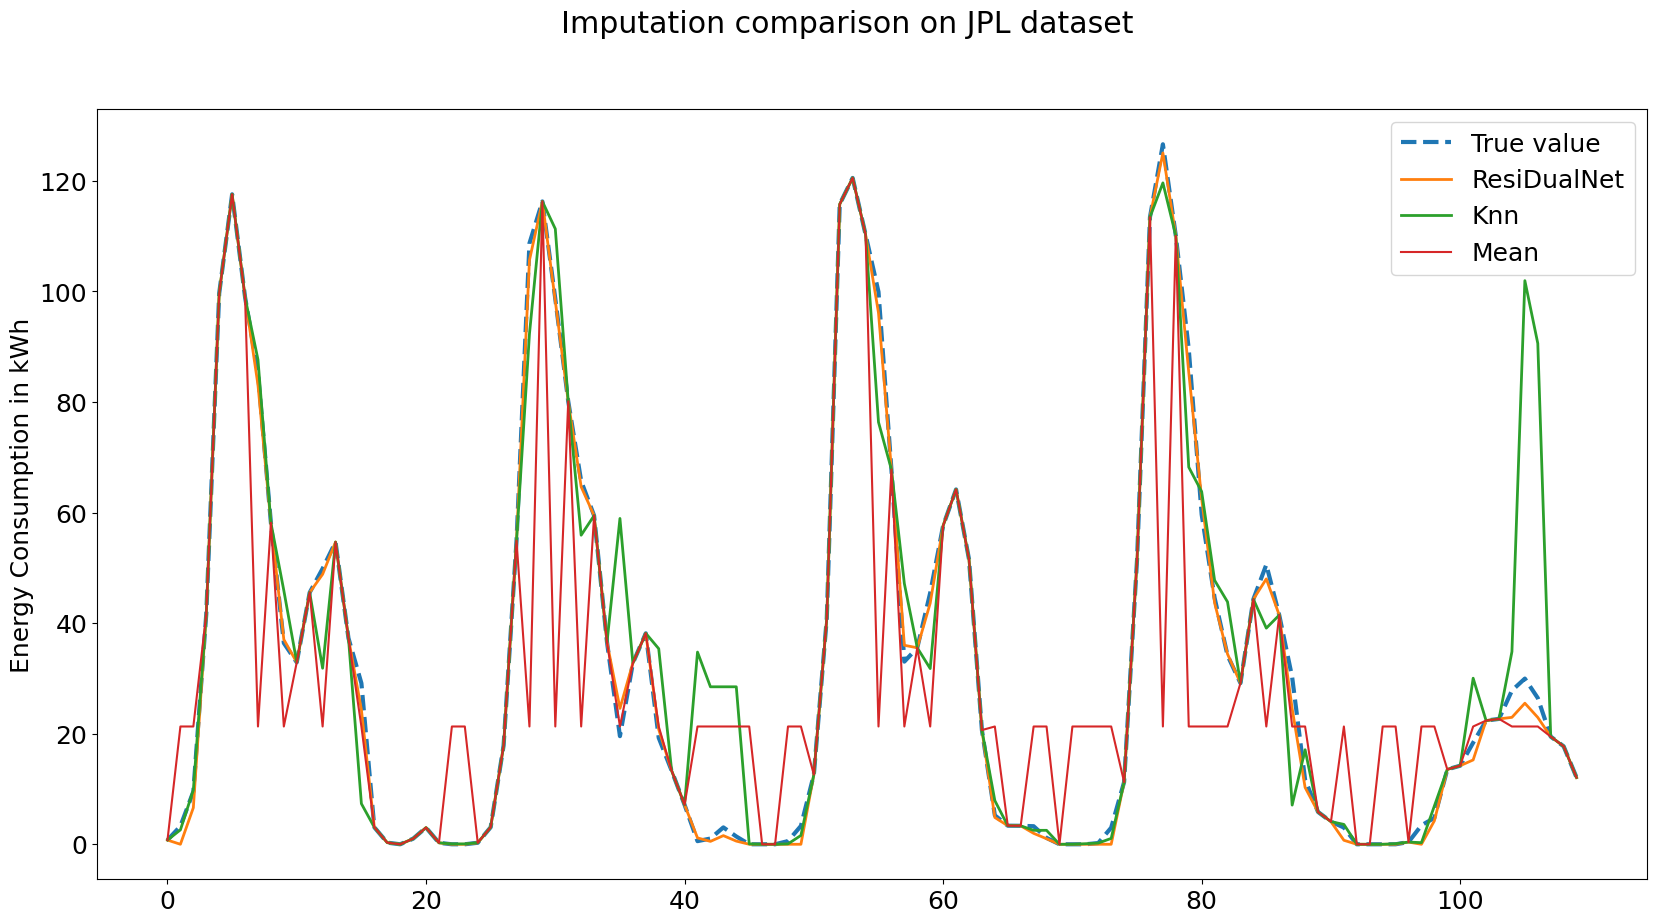 Imputation comparison on JPL dataset
True value
ResiDualNet
Knn
Mean
Energy Consumption in kWh
120
100
80
60
40
20
0
0 20 40 60 80 100